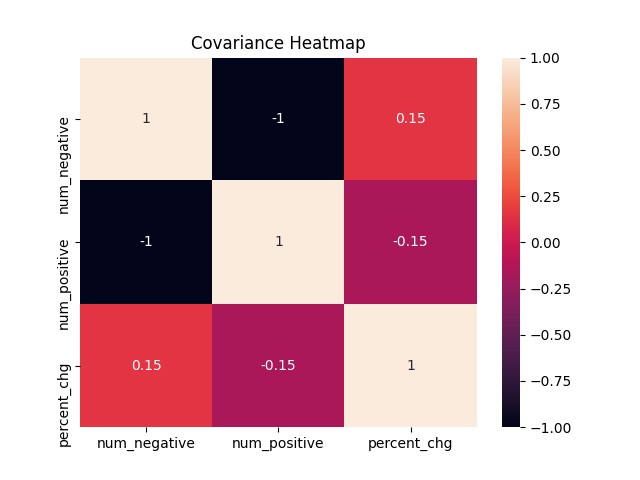 Covariance Heatmap
num_negative
1
-1
0.15
num_positive
-1
1
-0.15
percent_chg
0.15
-0.15
1
num_negative
num_positive
percent_chg
1.00
0.75
0.50
0.25
0.00
−0.25
−0.50
−0.75
−1.00